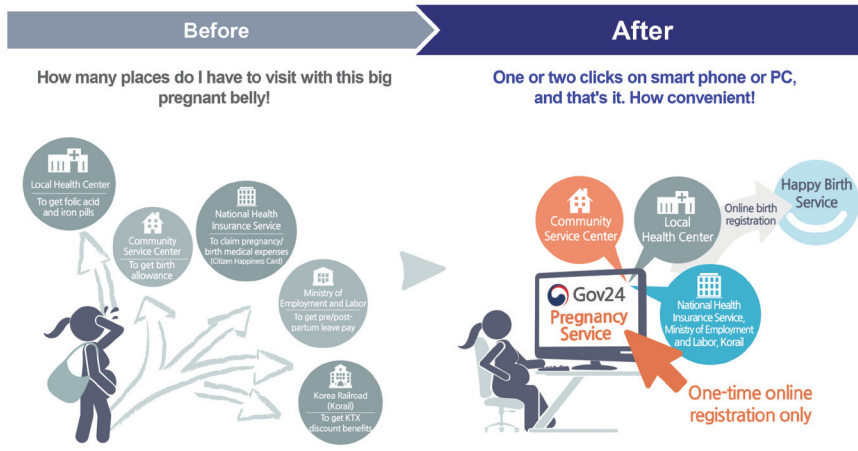 Before
After
How many places do I have to visit with this big
pregnant belly!
One or two clicks on smart phone or PC,
and that's it. How convenient!
Local Health Center
To get folic acid
and iron pills
Community
Service Center
To get birth
allowance
National Health
Insurance Service
To claim pregnancy/
birth medical expenses
(Citizen Happiness Card)
Ministry of
Employment and Labor
To get pre/post-
partum leave pay
Korea Railroad
(Korail)
To get KTX
discount benefits
Community
Service Center
Local
Health Center
Online birth
registration
Happy Birth
Service
Gov24
Pregnancy
Service
National Health
Insurance Service,
Ministry of Employment
and Labor, Korail
One-time online
registration only